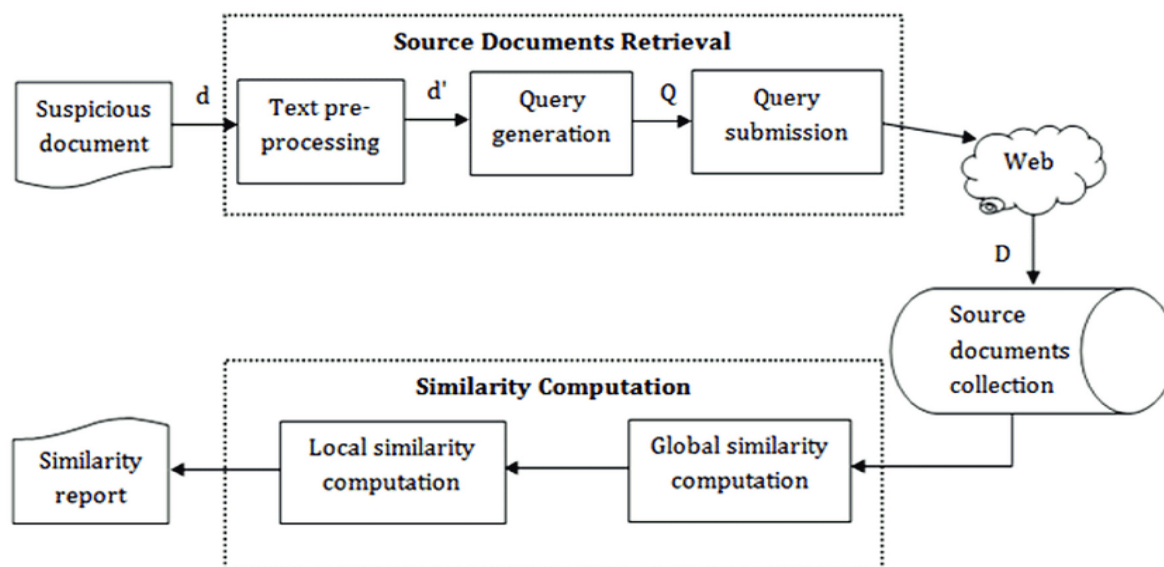 Source Documents Retrieval
Suspicious
document
d
Text pre-
processing
d'
Query
generation
Q
Query
submission
Web
D
Source
documents
collection
Similarity Computation
Global similarity
computation
Local similarity
computation
Similarity
report